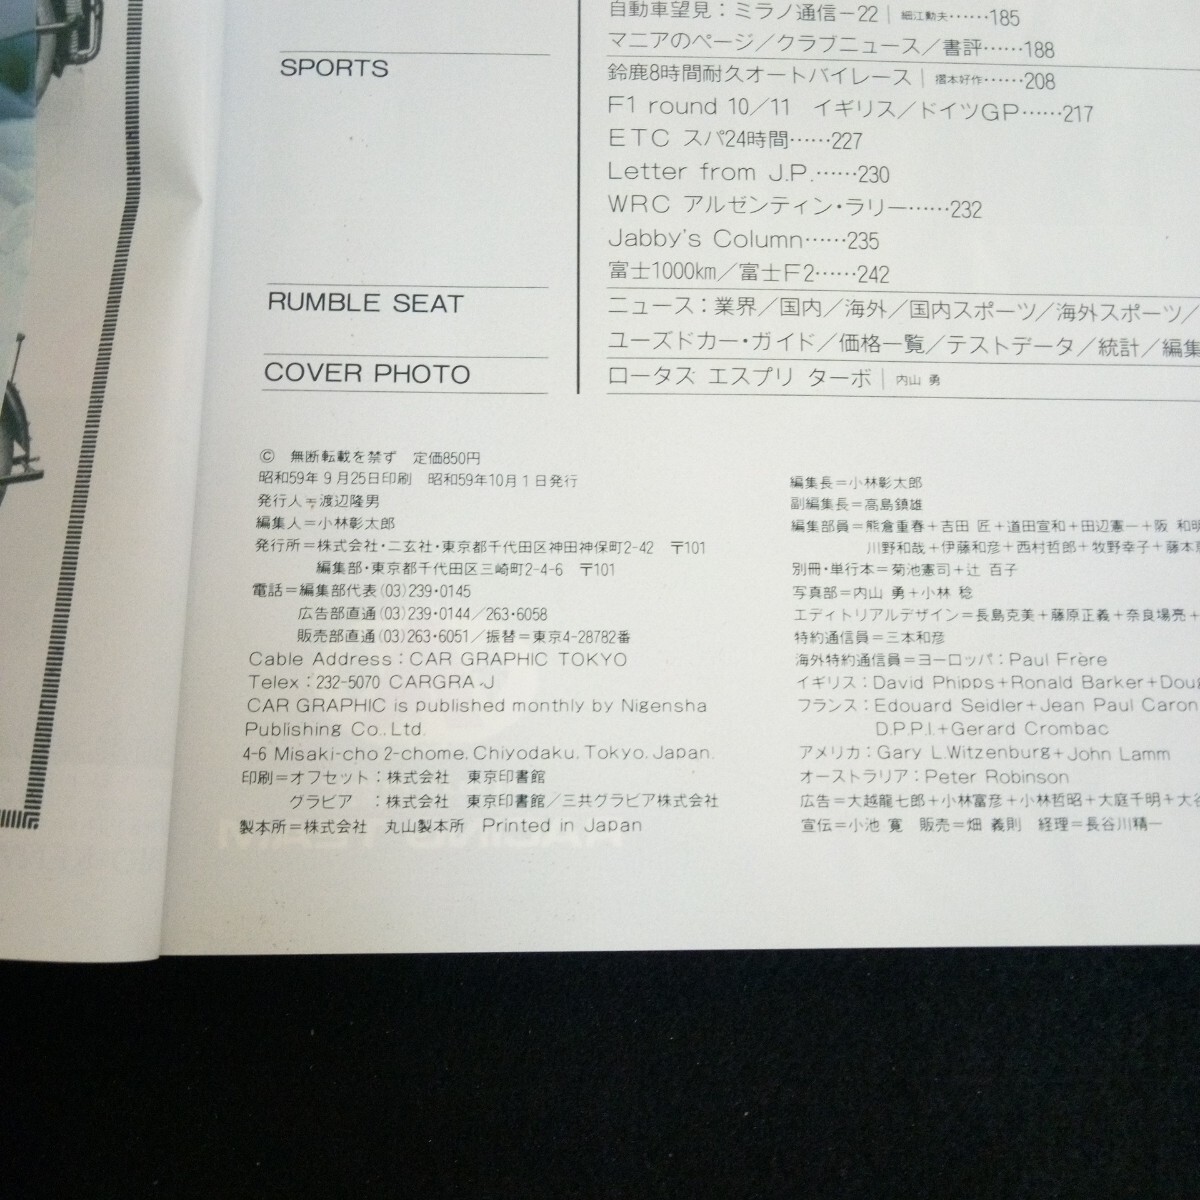 自動車望見：ミラノ通信－22｜細江勲夫……185
マニアのページ／クラブニュース／書評……188
SPORTS
鈴鹿8時間耐久オートバイレース｜摺本好作……208
F1 round 10／11　イギリス／ドイツGP……217
ETC スパ24時間……227
Letter from J.P.……230
WRC アルゼンティン・ラリー……232
Jabby's Column……235
富士1000km／富士F2……242
RUMBLE SEAT
ニュース：業界／国内／海外／国内スポーツ／海外スポーツ／
ユーズドカー・ガイド／価格一覧／テストデータ／統計／編集
COVER PHOTO
ロータス エスプリ ターボ｜内山 勇
© 無断転載を禁ず　定価850円
昭和59年9月25日印刷　昭和59年10月1日発行
発行人＝渡辺隆男
編集人＝小林彰太郎
発行所＝株式会社・二玄社・東京都千代田区神田神保町2-42　〒101
編集部・東京都千代田区三崎町2-4-6　〒101
電話＝編集部代表(03)239・0145
広告部直通(03)239・0144／263・6058
販売部直通(03)263・6051／振替＝東京4-28782番
Cable Address：CAR GRAPHIC TOKYO
Telex：232-5070 CARGRA J
CAR GRAPHIC is published monthly by Nigensha
Publishing Co., Ltd.
4-6 Misaki-cho 2-chome, Chiyodaku, Tokyo, Japan.
印刷＝オフセット：株式会社　東京印書館
グラビア　：株式会社　東京印書館／三共グラビア株式会社
製本所＝株式会社　丸山製本所　Printed in Japan
編集長＝小林彰太郎
副編集長＝高島鎮雄
編集部員＝熊倉重春＋吉田 匠＋道田宣和＋田辺憲一＋阪 和明
川野和哉＋伊藤和彦＋西村哲郎＋牧野幸子＋藤本
別冊・単行本＝菊池憲司＋辻 百子
写真部＝内山 勇＋小林 稔
エディトリアルデザイン＝長島克美＋藤原正義＋奈良場亮＋
特約通信員＝三本和彦
海外特約通信員＝ヨーロッパ：Paul Frère
イギリス：David Phipps＋Ronald Barker＋Doug
フランス：Edouard Seidler＋Jean Paul Caron
D.P.P.I.＋Gerard Crombac
アメリカ：Gary L.Witzenburg＋John Lamm
オーストラリア：Peter Robinson
広告＝大越龍七郎＋小林富彦＋小林哲昭＋大庭千明＋大谷
宣伝＝小池 寛　販売＝畑 義則　経理＝長谷川精一